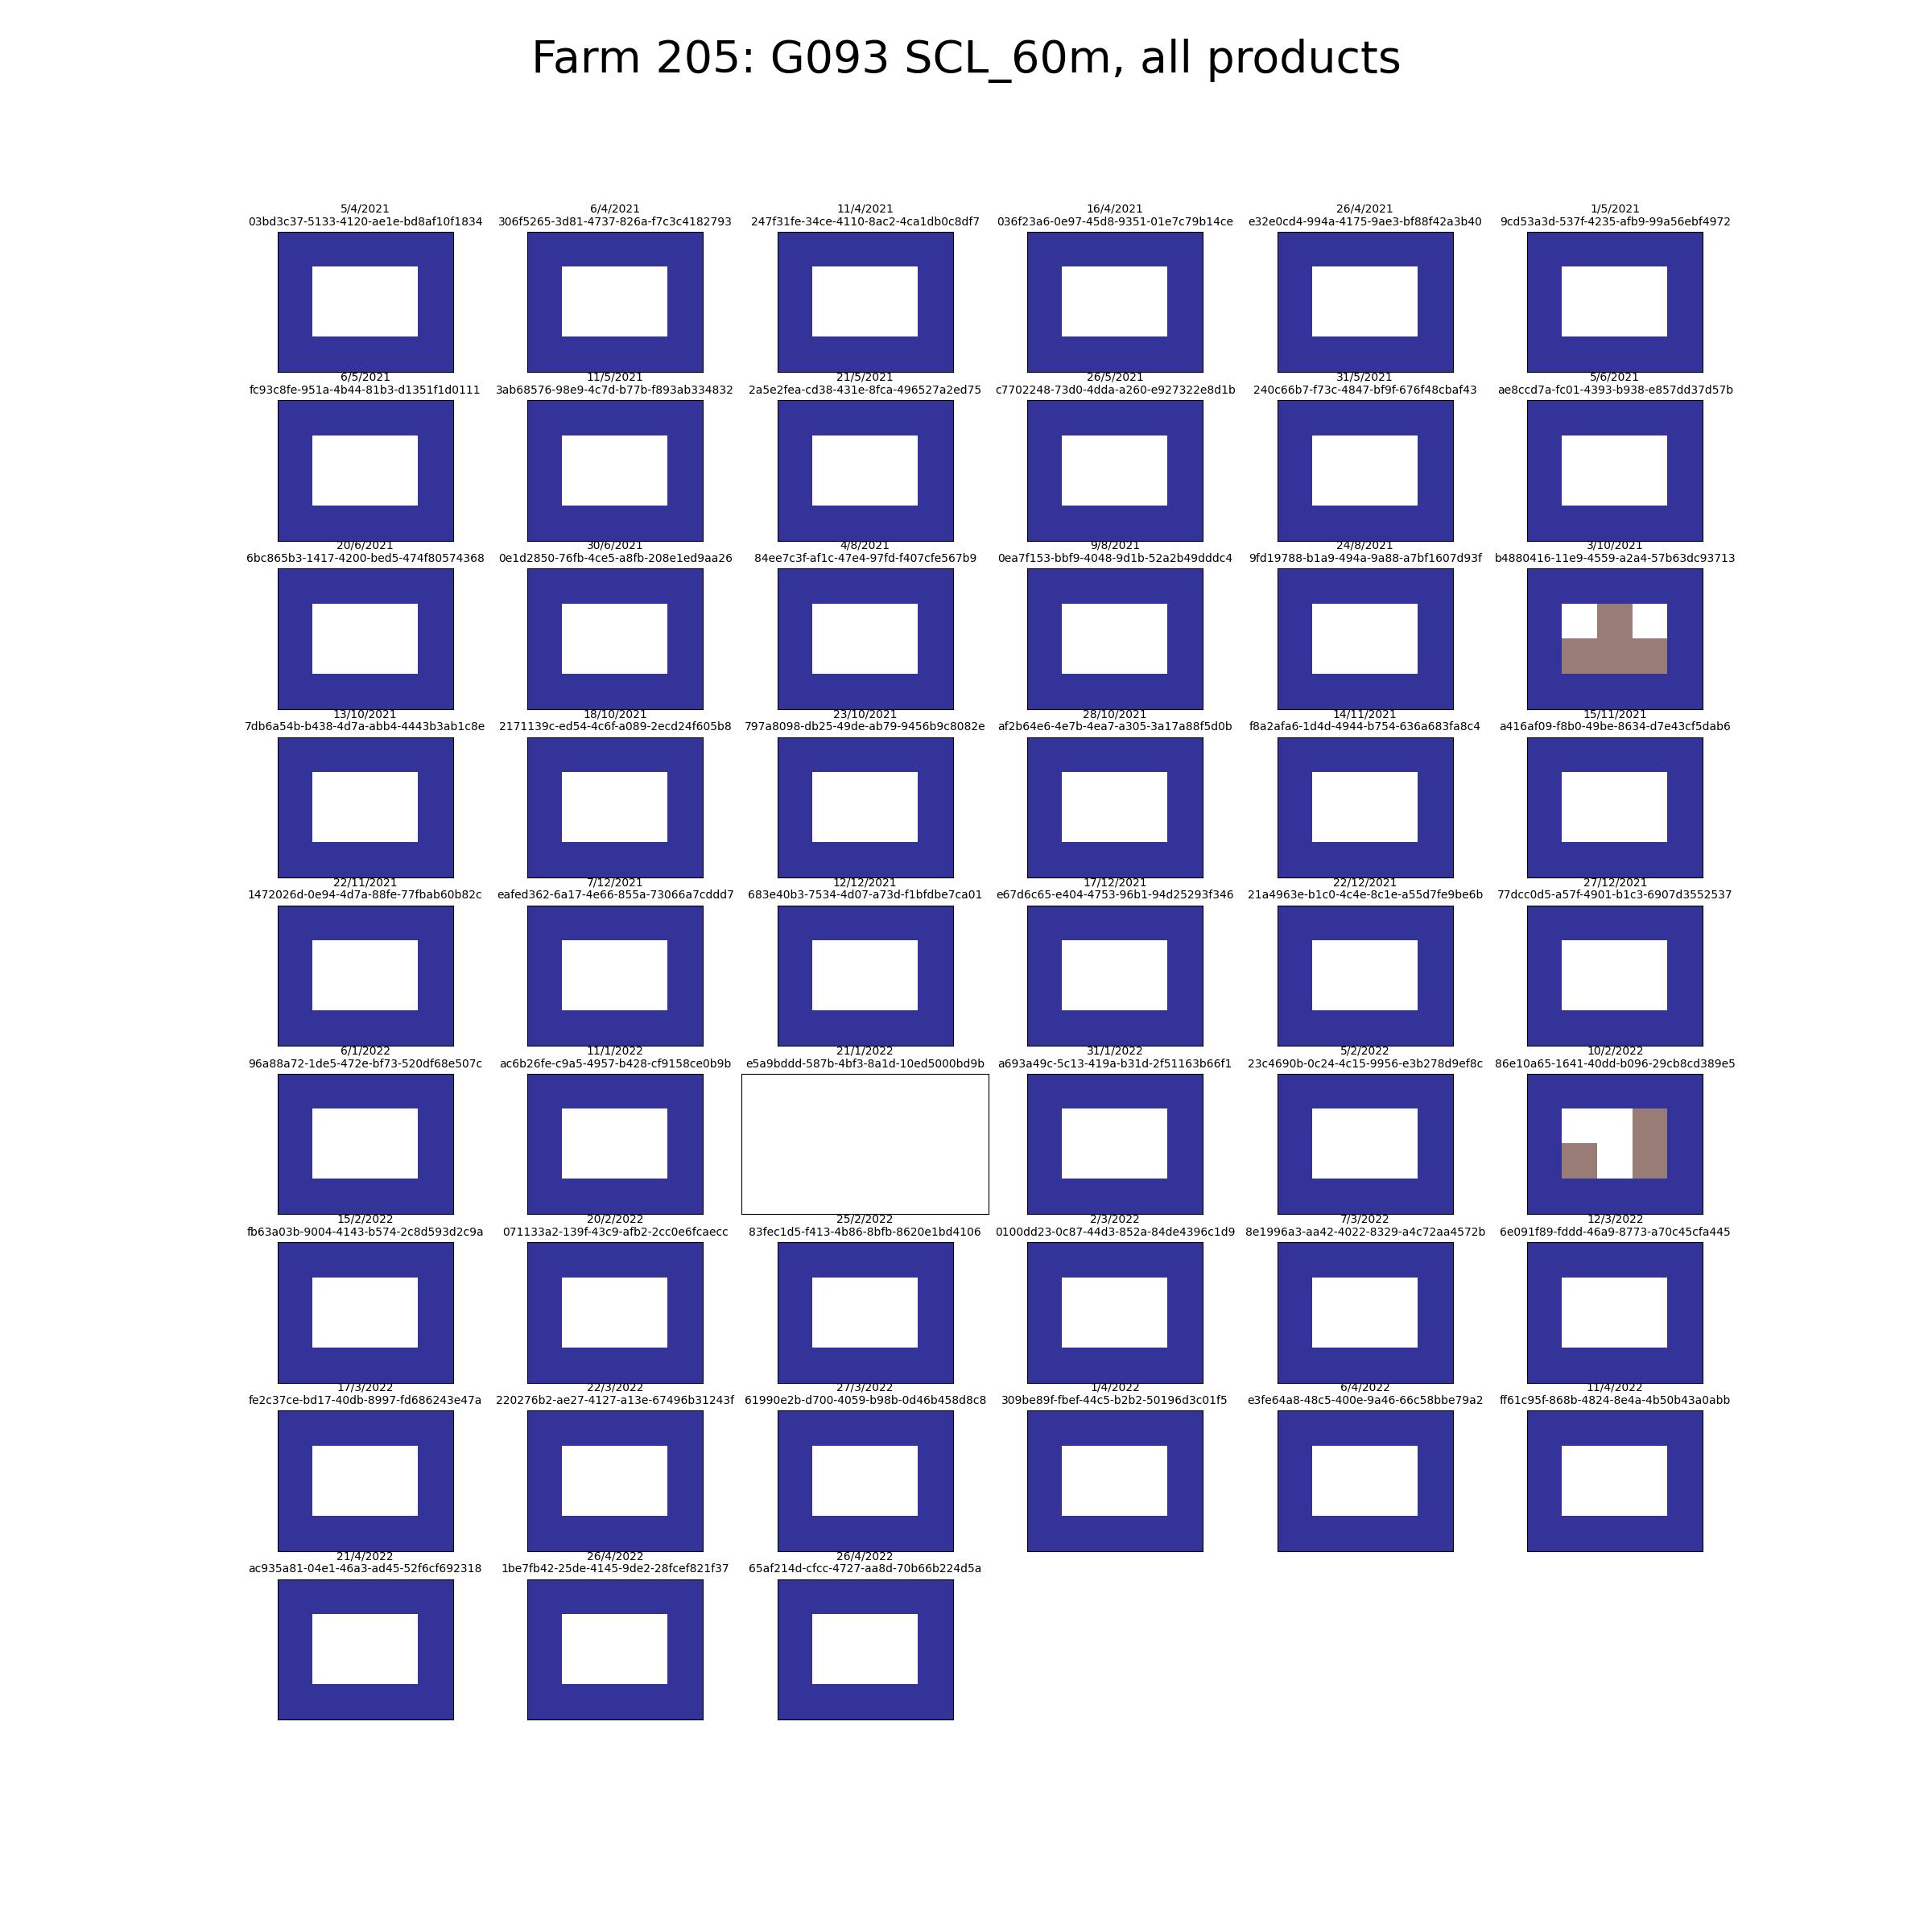 Farm 205: G093 SCL_60m, all products
5/4/2021
03bd3c37-5133-4120-ae1e-bd8af10f1834
6/4/2021
306f5265-3d81-4737-826a-f7c3c4182793
11/4/2021
247f31fe-34ce-4110-8ac2-4ca1db0c8df7
16/4/2021
036f23a6-0e97-45d8-9351-01e7c79b14ce
26/4/2021
e32e0cd4-994a-4175-9ae3-bf88f42a3b40
1/5/2021
9cd53a3d-537f-4235-afb9-99a56ebf4972
6/5/2021
fc93c8fe-951a-4b44-81b3-d1351f1d0111
11/5/2021
3ab68576-98e9-4c7d-b77b-f893ab334832
21/5/2021
2a5e2fea-cd38-431e-8fca-496527a2ed75
26/5/2021
c7702248-73d0-4dda-a260-e927322e8d1b
31/5/2021
240c66b7-f73c-4847-bf9f-676f48cbaf43
5/6/2021
ae8ccd7a-fc01-4393-b938-e857dd37d57b
20/6/2021
6bc865b3-1417-4200-bed5-474f80574368
30/6/2021
0e1d2850-76fb-4ce5-a8fb-208e1ed9aa26
4/8/2021
84ee7c3f-af1c-47e4-97fd-f407cfe567b9
9/8/2021
0ea7f153-bbf9-4048-9d1b-52a2b49dddc4
24/8/2021
9fd19788-b1a9-494a-9a88-a7bf1607d93f
3/10/2021
b4880416-11e9-4559-a2a4-57b63dc93713
13/10/2021
7db6a54b-b438-4d7a-abb4-4443b3ab1c8e
18/10/2021
2171139c-ed54-4c6f-a089-2ecd24f605b8
23/10/2021
797a8098-db25-49de-ab79-9456b9c8082e
28/10/2021
af2b64e6-4e7b-4ea7-a305-3a17a88f5d0b
14/11/2021
f8a2afa6-1d4d-4944-b754-636a683fa8c4
15/11/2021
a416af09-f8b0-49be-8634-d7e43cf5dab6
22/11/2021
1472026d-0e94-4d7a-88fe-77fbab60b82c
7/12/2021
eafed362-6a17-4e66-855a-73066a7cddd7
12/12/2021
683e40b3-7534-4d07-a73d-f1bfdbe7ca01
17/12/2021
e67d6c65-e404-4753-96b1-94d25293f346
22/12/2021
21a4963e-b1c0-4c4e-8c1e-a55d7fe9be6b
27/12/2021
77dcc0d5-a57f-4901-b1c3-6907d3552537
6/1/2022
96a88a72-1de5-472e-bf73-520df68e507c
11/1/2022
ac6b26fe-c9a5-4957-b428-cf9158ce0b9b
21/1/2022
e5a9bddd-587b-4bf3-8a1d-10ed5000bd9b
31/1/2022
a693a49c-5c13-419a-b31d-2f51163b66f1
5/2/2022
23c4690b-0c24-4c15-9956-e3b278d9ef8c
10/2/2022
86e10a65-1641-40dd-b096-29cb8cd389e5
15/2/2022
fb63a03b-9004-4143-b574-2c8d593d2c9a
20/2/2022
071133a2-139f-43c9-afb2-2cc0e6fcaecc
25/2/2022
83fec1d5-f413-4b86-8bfb-8620e1bd4106
2/3/2022
0100dd23-0c87-44d3-852a-84de4396c1d9
7/3/2022
8e1996a3-aa42-4022-8329-a4c72aa4572b
12/3/2022
6e091f89-fddd-46a9-8773-a70c45cfa445
17/3/2022
fe2c37ce-bd17-40db-8997-fd686243e47a
22/3/2022
220276b2-ae27-4127-a13e-67496b31243f
27/3/2022
61990e2b-d700-4059-b98b-0d46b458d8c8
1/4/2022
309be89f-fbef-44c5-b2b2-50196d3c01f5
6/4/2022
e3fe64a8-48c5-400e-9a46-66c58bbe79a2
11/4/2022
ff61c95f-868b-4824-8e4a-4b50b43a0abb
21/4/2022
ac935a81-04e1-46a3-ad45-52f6cf692318
26/4/2022
1be7fb42-25de-4145-9de2-28fcef821f37
26/4/2022
65af214d-cfcc-4727-aa8d-70b66b224d5a